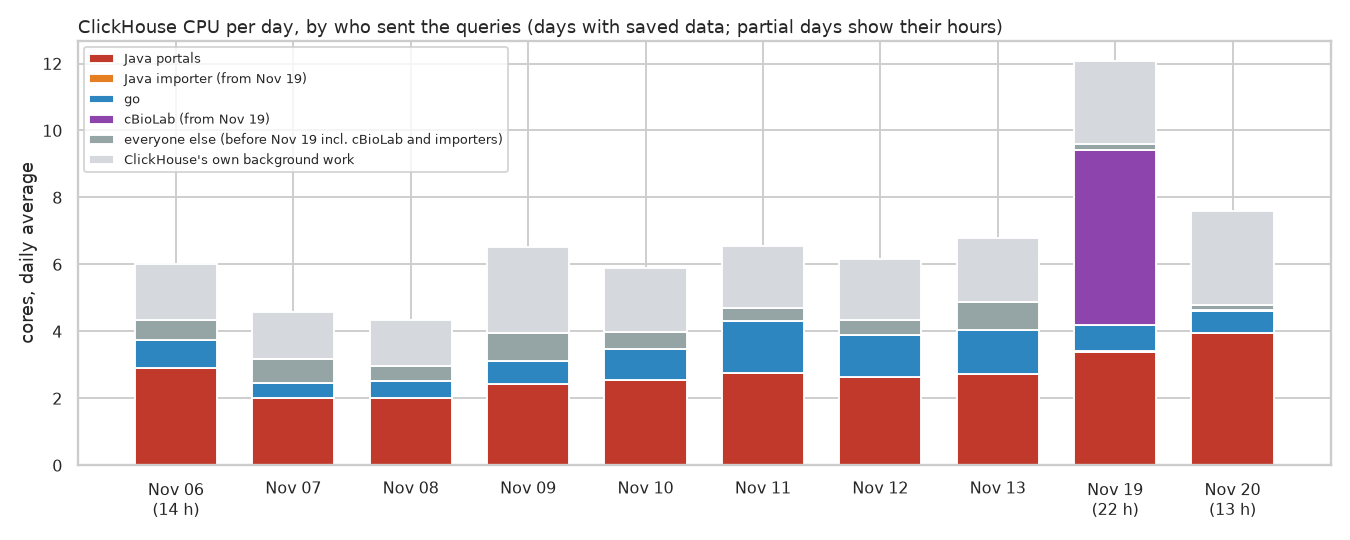 ClickHouse CPU per day, by who sent the queries (days with saved data; partial days show their hours)
Java portals
Java importer (from Nov 19)
go
cBioLab (from Nov 19)
everyone else (before Nov 19 incl. cBioLab and importers)
ClickHouse's own background work
cores, daily average
12
10
8
6
4
2
0
Nov 06
(14 h)
Nov 07
Nov 08
Nov 09
Nov 10
Nov 11
Nov 12
Nov 13
Nov 19
(22 h)
Nov 20
(13 h)